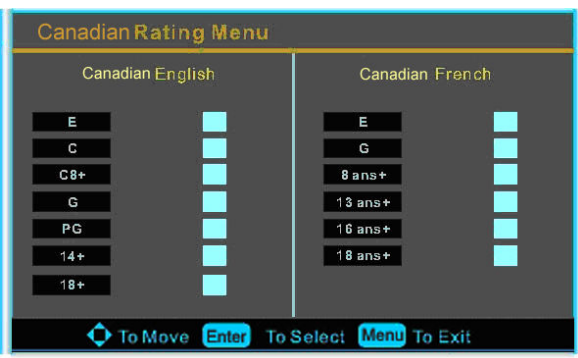 Canadian Rating Menu
Canadian English
E
C
C8+
G
PG
14+
18+
Canadian French
E
G
8 ans+
13 ans+
16 ans+
18 ans+
To Move Enter To Select Menu To Exit